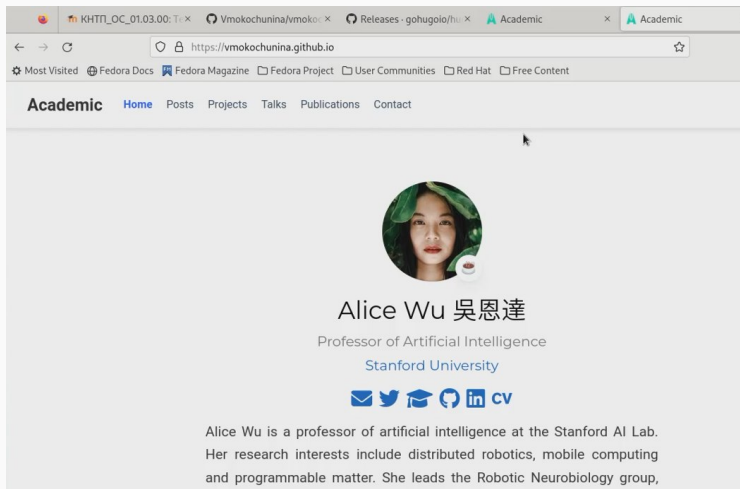 КНТП_ОС_01.03.00: Te
Vmokochunina/vmokoc
Releases · gohugoio/hu
Academic
Academic
https://vmokochunina.github.io
Most Visited Fedora Docs Fedora Magazine Fedora Project User Communities Red Hat Free Content
Academic Home Posts Projects Talks Publications Contact
Alice Wu 吳恩達
Professor of Artificial Intelligence
Stanford University
CV
Alice Wu is a professor of artificial intelligence at the Stanford AI Lab.
Her research interests include distributed robotics, mobile computing
and programmable matter. She leads the Robotic Neurobiology group,